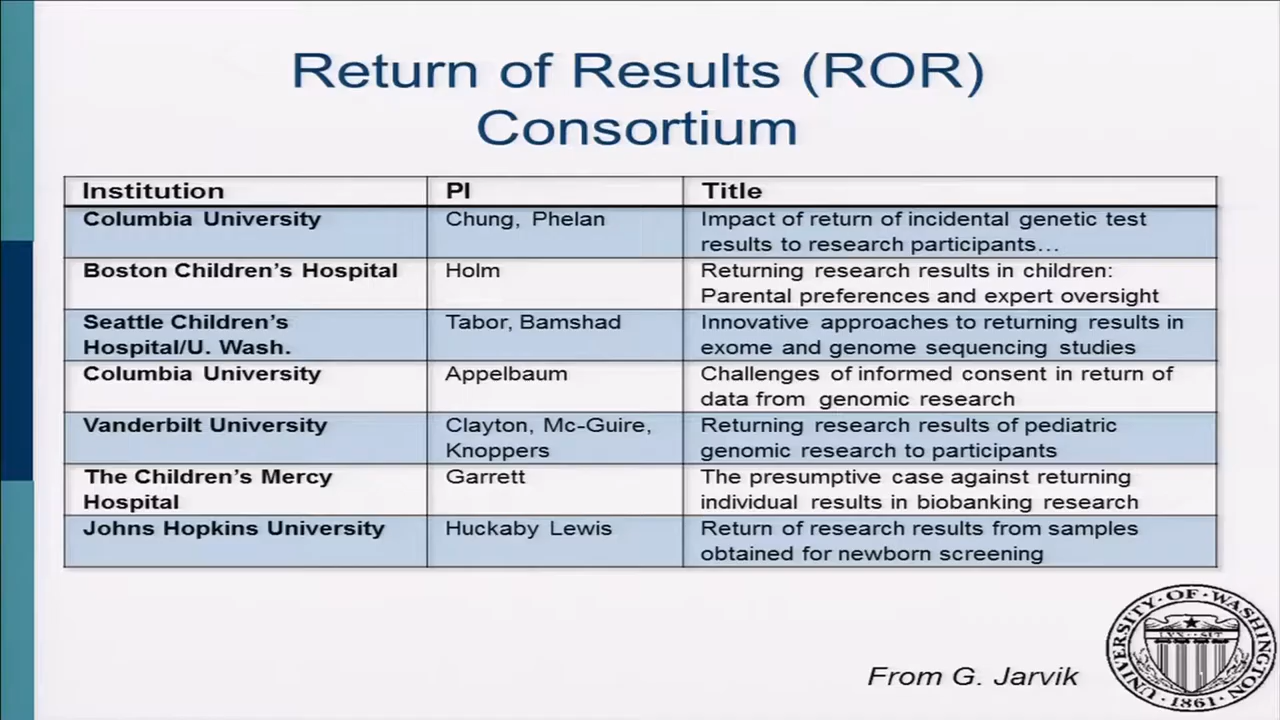 Return of Results (ROR)
Consortium
Institution PI Title
Columbia University Chung, Phelan Impact of return of incidental genetic test
results to research participants…
Boston Children's Hospital Holm Returning research results in children:
Parental preferences and expert oversight
Seattle Children's Tabor, Bamshad Innovative approaches to returning results in
Hospital/U. Wash. exome and genome sequencing studies
Columbia University Appelbaum Challenges of informed consent in return of
data from genomic research
Vanderbilt University Clayton, Mc-Guire, Returning research results of pediatric
Knoppers genomic research to participants
The Children's Mercy Garrett The presumptive case against returning
Hospital individual results in biobanking research
Johns Hopkins University Huckaby Lewis Return of research results from samples
obtained for newborn screening
From G. Jarvik
UNIVERSITY·OF·WASHINGTON
LVX SIT
1861